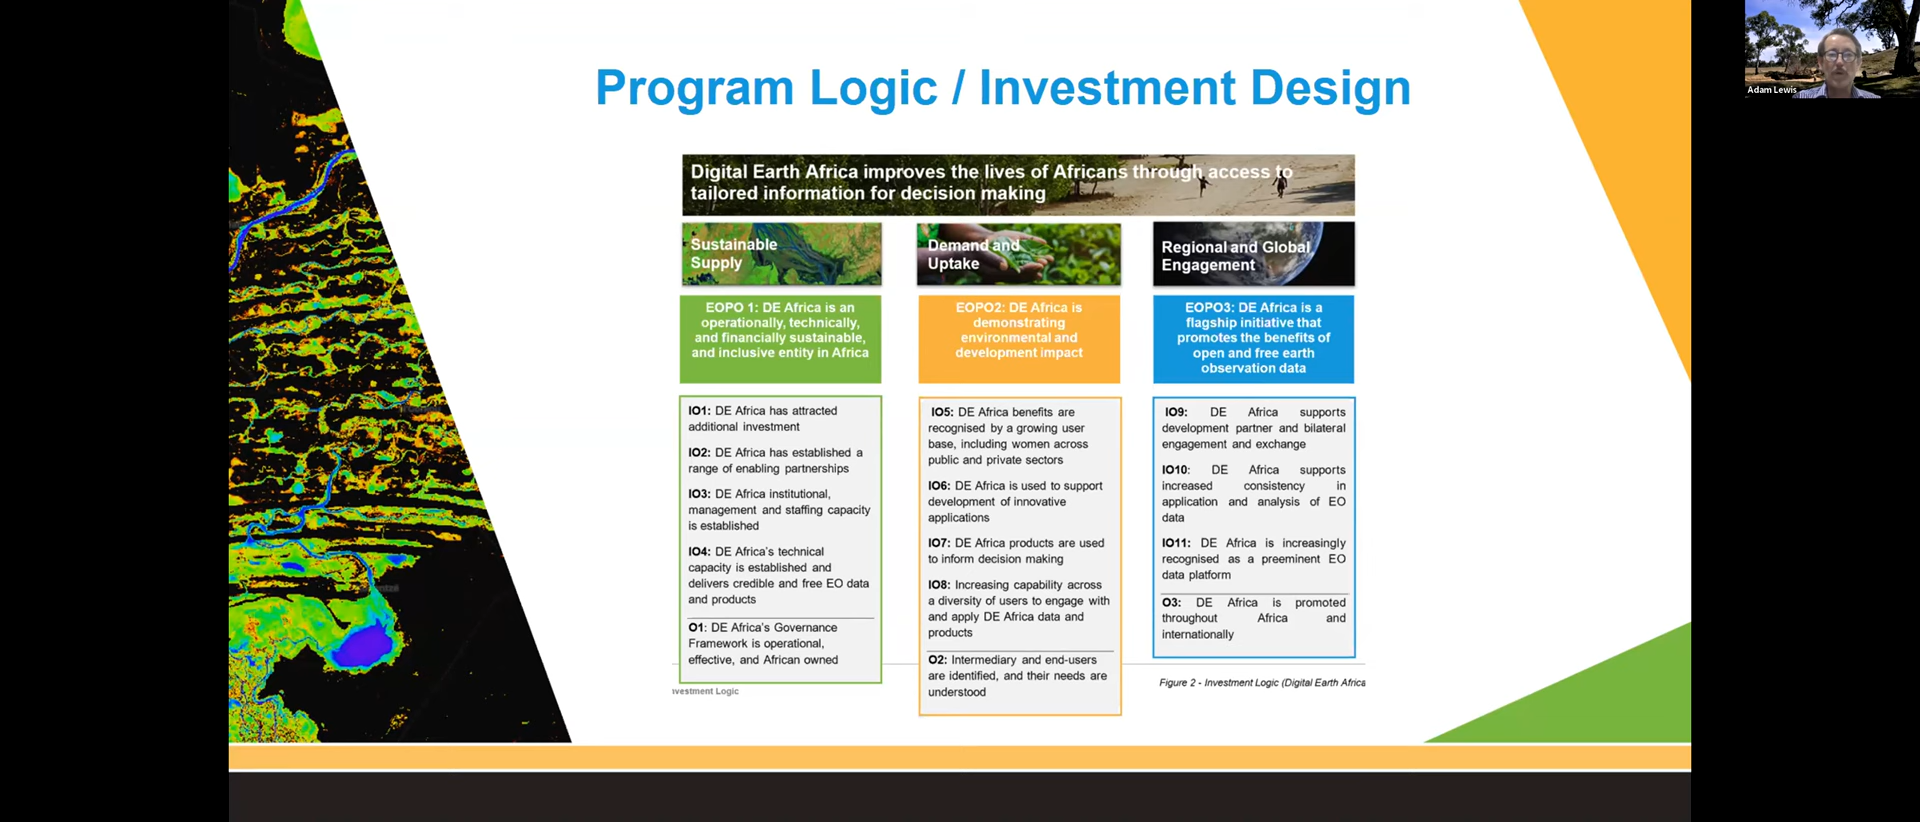 Program Logic / Investment Design
Adam Lewis
Digital Earth Africa improves the lives of Africans through access to
tailored information for decision making
Sustainable
Supply
EOPO 1: DE Africa is an
operationally, technically,
and financially sustainable,
and inclusive entity in Africa
IO1: DE Africa has attracted
additional investment
IO2: DE Africa has established a
range of enabling partnerships
IO3: DE Africa institutional,
management and staffing capacity
is established
IO4: DE Africa's technical
capacity is established and
delivers credible and free EO data
and products
O1: DE Africa's Governance
Framework is operational,
effective, and African owned
Demand and
Uptake
EOPO2: DE Africa is
demonstrating
environmental and
development impact
IO5: DE Africa benefits are
recognised by a growing user
base, including women across
public and private sectors
IO6: DE Africa is used to support
development of innovative
applications
IO7: DE Africa products are used
to inform decision making
IO8: Increasing capability across
a diversity of users to engage with
and apply DE Africa data and
products
O2: Intermediary and end-users
are identified, and their needs are
understood
Regional and Global
Engagement
EOPO3: DE Africa is a
flagship initiative that
promotes the benefits of
open and free earth
observation data
IO9: DE Africa supports
development partner and bilateral
engagement and exchange
IO10: DE Africa supports
increased consistency in
application and analysis of EO
data
IO11: DE Africa is increasingly
recognised as a preeminent EO
data platform
O3: DE Africa is promoted
throughout Africa and
internationally
nvestment Logic
Figure 2 - Investment Logic (Digital Earth Africa